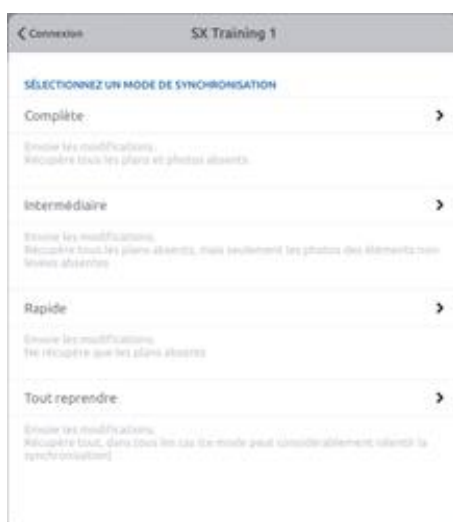 Connexion
SX Training 1
SÉLECTIONNEZ UN MODE DE SYNCHRONISATION
Complète
Envoie les modifications.
Récupère tous les plans et photos absents.
Intermédiaire
Envoie les modifications.
Récupère tous les plans absents, mais seulement les photos des éléments non-
levées absentes
Rapide
Envoie les modifications.
Ne récupère que les plans absents
Tout reprendre
Envoie les modifications.
Récupère tout, dans tous les cas (ce mode peut considérablement ralentir la
synchronisation)